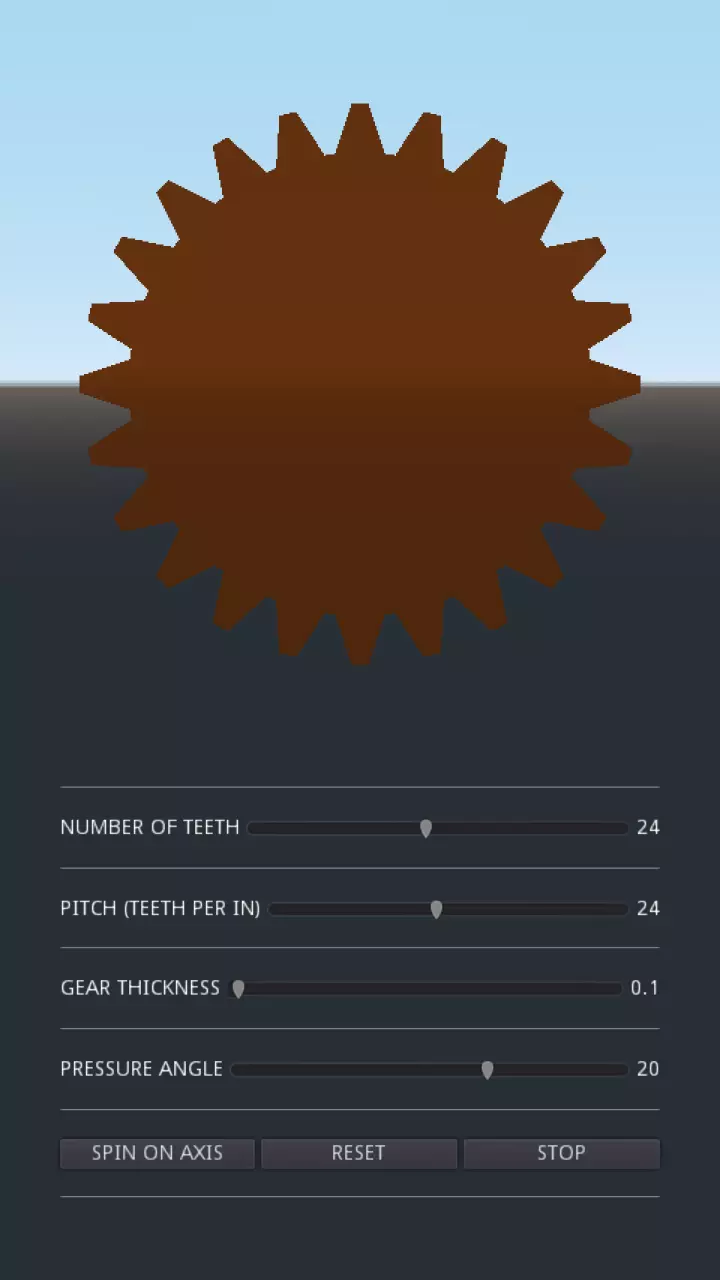 NUMBER OF TEETH 24
PITCH (TEETH PER IN) 24
GEAR THICKNESS 0.1
PRESSURE ANGLE 20
SPIN ON AXIS RESET STOP